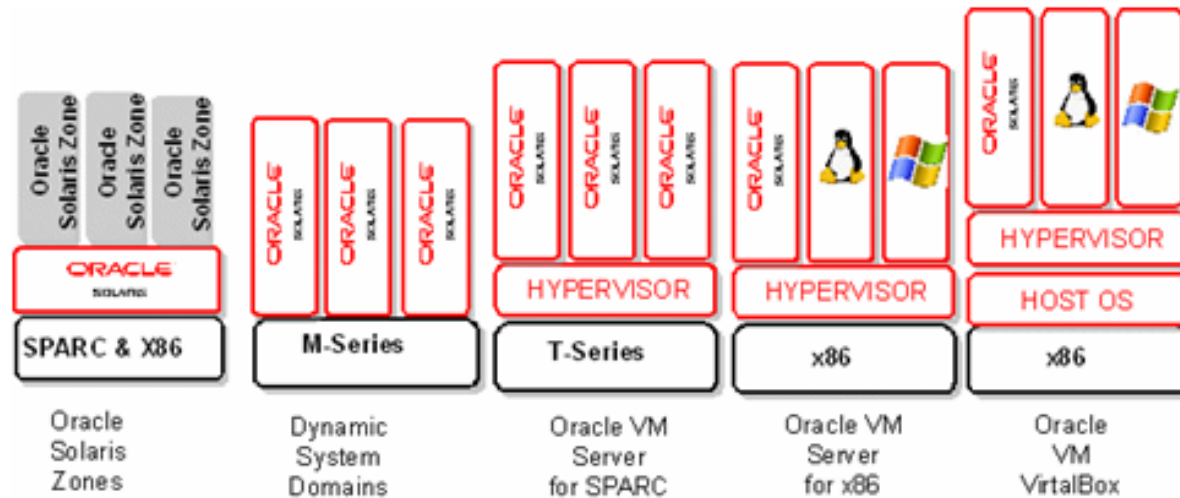 Oracle
Solaris Zone
Oracle
Solaris Zone
Oracle
Solaris Zone
ORACLE
SOLARIS
SPARC & X86
Oracle
Solaris
Zones
ORACLE
SOLARIS
ORACLE
SOLARIS
ORACLE
SOLARIS
M-Series
Dynamic
System
Domains
ORACLE
SOLARIS
ORACLE
SOLARIS
ORACLE
SOLARIS
HYPERVISOR
T-Series
Oracle VM
Server
for SPARC
ORACLE
SOLARIS
HYPERVISOR
x86
Oracle VM
Server
for x86
ORACLE
SOLARIS
HYPERVISOR
HOST OS
x86
Oracle
VM
VirtalBox